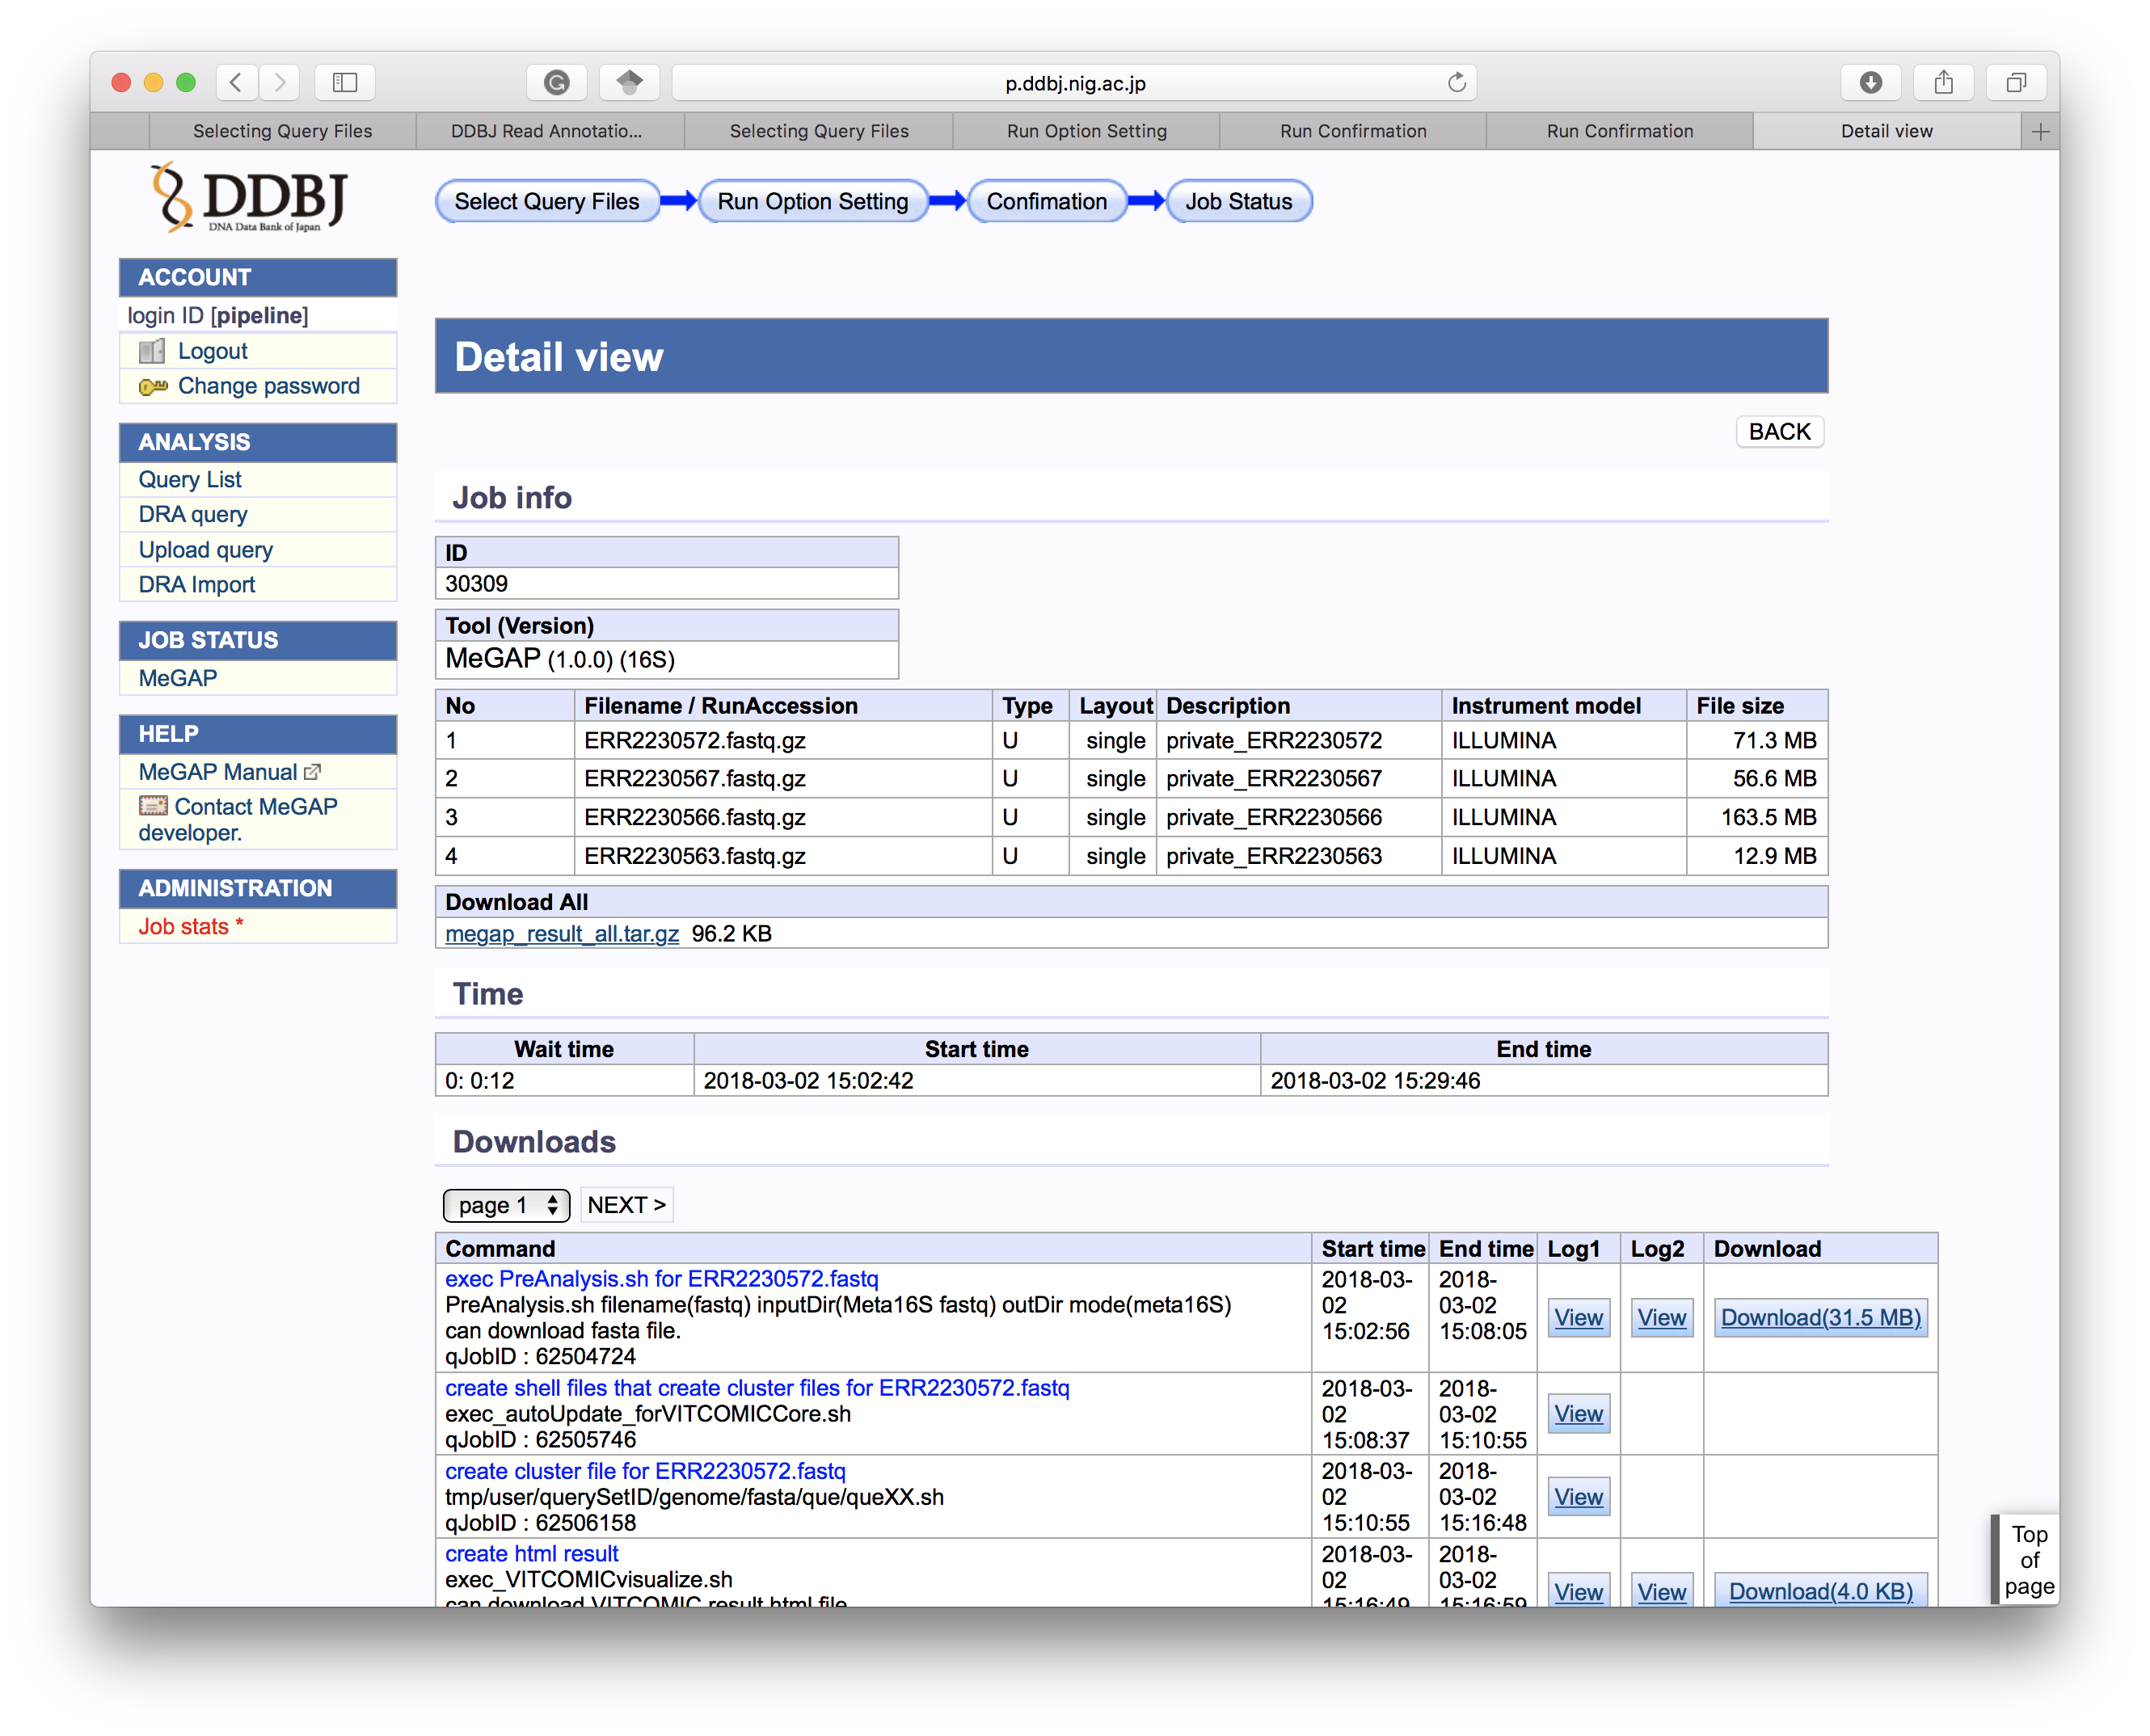 p.ddbj.nig.ac.jp
Selecting Query Files
DDBJ Read Annotatio...
Selecting Query Files
Run Option Setting
Run Confirmation
Run Confirmation
Detail view
DDBJ
DNA Data Bank of Japan
Select Query Files
Run Option Setting
Confimation
Job Status
ACCOUNT
login ID [pipeline]
Logout
Change password
ANALYSIS
Query List
DRA query
Upload query
DRA Import
JOB STATUS
MeGAP
HELP
MeGAP Manual
Contact MeGAP
developer.
ADMINISTRATION
Job stats *
Detail view
BACK
Job info
ID
30309
Tool (Version)
MeGAP (1.0.0) (16S)
No Filename / RunAccession Type Layout Description Instrument model File size
1 ERR2230572.fastq.gz U single private_ERR2230572 ILLUMINA 71.3 MB
2 ERR2230567.fastq.gz U single private_ERR2230567 ILLUMINA 56.6 MB
3 ERR2230566.fastq.gz U single private_ERR2230566 ILLUMINA 163.5 MB
4 ERR2230563.fastq.gz U single private_ERR2230563 ILLUMINA 12.9 MB
Download All
megap_result_all.tar.gz 96.2 KB
Time
Wait time Start time End time
0: 0:12 2018-03-02 15:02:42 2018-03-02 15:29:46
Downloads
page 1 NEXT >
Command Start time End time Log1 Log2 Download
exec PreAnalysis.sh for ERR2230572.fastq
PreAnalysis.sh filename(fastq) inputDir(Meta16S fastq) outDir mode(meta16S)
can download fasta file.
qJobID : 62504724
2018-03-
02
15:02:56
2018-
03-02
15:08:05
View
View
Download(31.5 MB)
create shell files that create cluster files for ERR2230572.fastq
exec_autoUpdate_forVITCOMICCore.sh
qJobID : 62505746
2018-03-
02
15:08:37
2018-
03-02
15:10:55
View
create cluster file for ERR2230572.fastq
tmp/user/querySetID/genome/fasta/que/queXX.sh
qJobID : 62506158
2018-03-
02
15:10:55
2018-
03-02
15:16:48
View
create html result
exec_VITCOMICvisualize.sh
can download VITCOMIC result html file
2018-03-
02
15:16:49
2018-
03-02
15:16:59
View
View
Download(4.0 KB)
Top
of
page